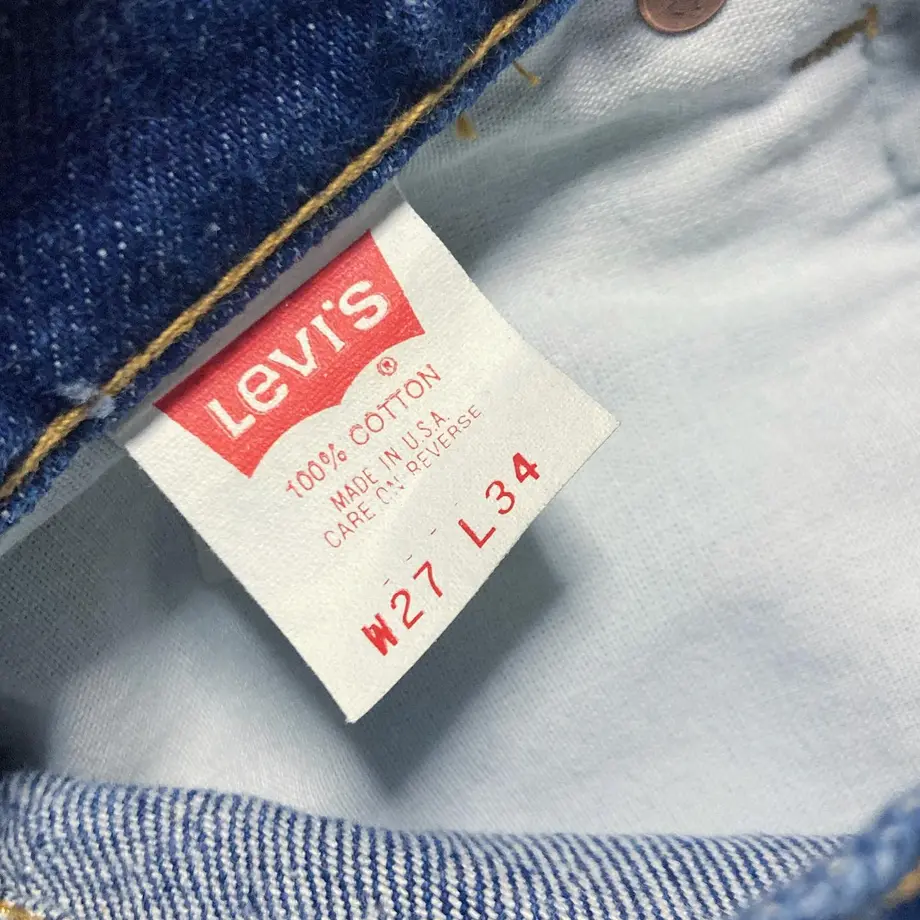 LeVI'S
®
100% COTTON
MADE IN U.S.A.
CARE ON REVERSE
W27 L34